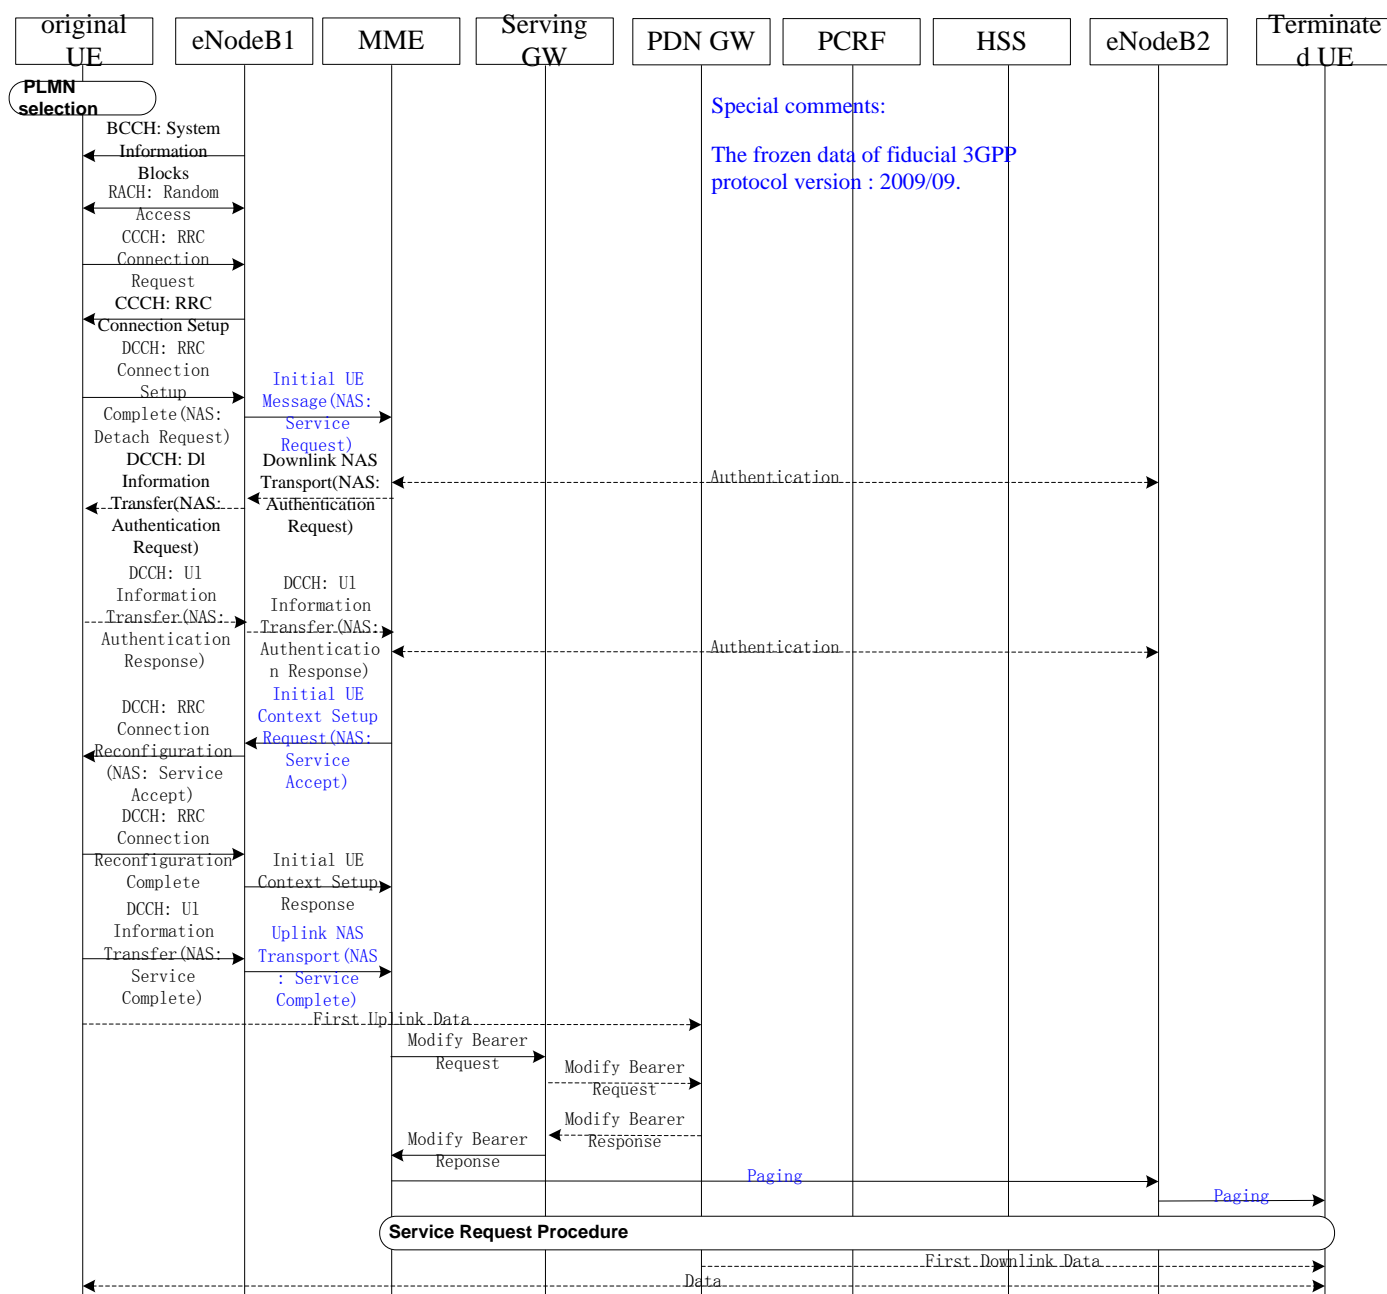 original
UE
eNodeB1
MME
Serving
GW
PDN GW
PCRF
HSS
eNodeB2
Terminate
d UE
PLMN
selection
Special comments:
The frozen data of fiducial 3GPP
protocol version : 2009/09.
BCCH: System
Information
Blocks
RACH: Random
Access
CCCH: RRC
Connection
Request
CCCH: RRC
Connection Setup
DCCH: RRC
Connection
Setup
Complete(NAS:
Detach Request)
Initial UE
Message(NAS:
Service
Request)
DCCH: Dl
Information
Transfer(NAS:
Authentication
Request)
Downlink NAS
Transport(NAS:
Authentication
Request)
Authentication
DCCH: Ul
Information
Transfer(NAS:
Authentication
Response)
DCCH: Ul
Information
Transfer(NAS:
Authenticatio
n Response)
Authentication
Initial UE
Context Setup
Request(NAS:
Service
Accept)
DCCH: RRC
Connection
Reconfiguration
(NAS: Service
Accept)
DCCH: RRC
Connection
Reconfiguration
Complete
Initial UE
Context Setup
Response
DCCH: Ul
Information
Transfer(NAS:
Service
Complete)
Uplink NAS
Transport(NAS
: Service
Complete)
First Uplink Data
Modify Bearer
Request
Modify Bearer
Request
Modify Bearer
Response
Modify Bearer
Reponse
Paging
Paging
Service Request Procedure
First Downlink Data
Data